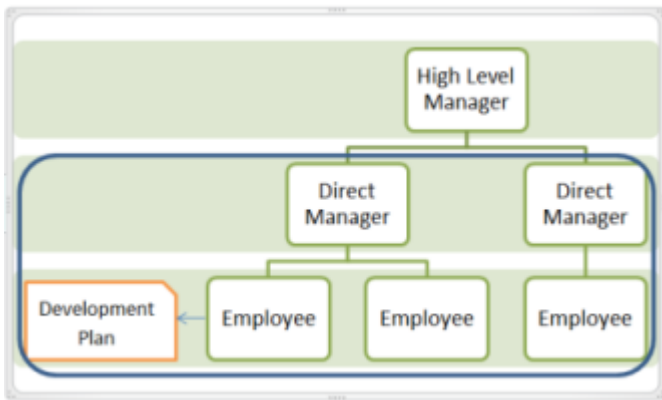 High Level
Manager
Direct
Manager
Direct
Manager
Development
Plan
Employee
Employee
Employee